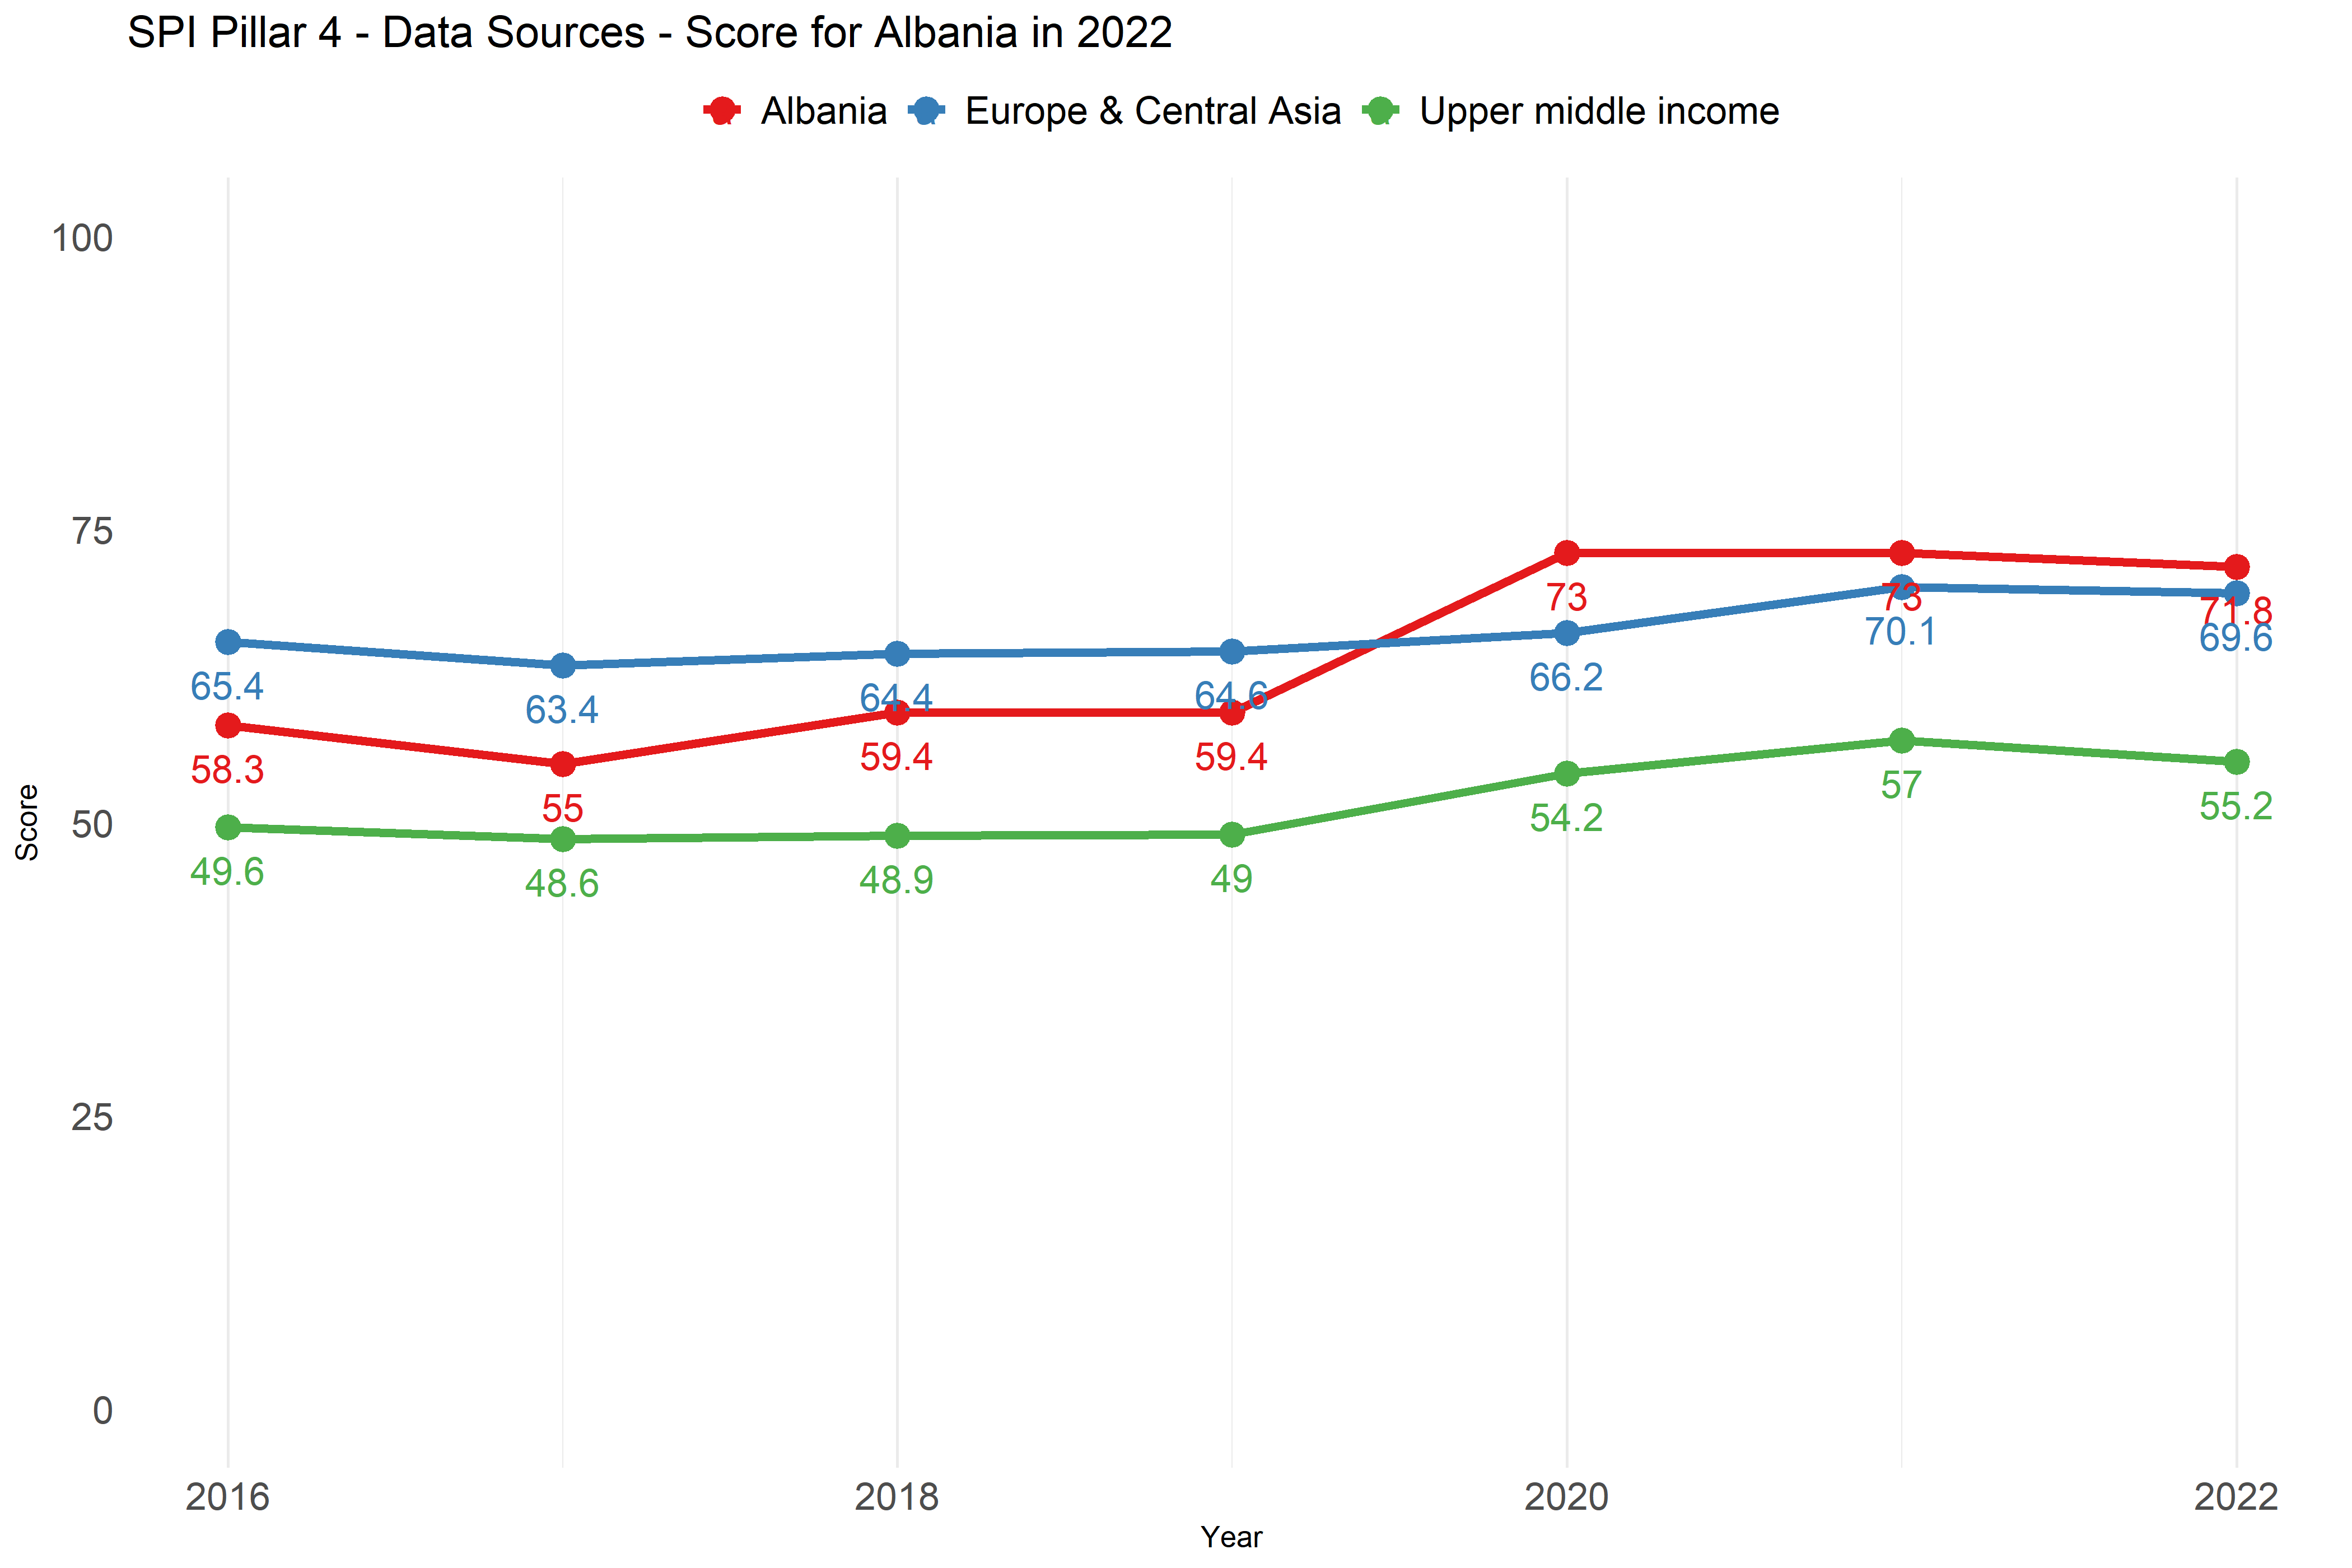 SPI Pillar 4 - Data Sources - Score for Albania in 2022
Albania Europe & Central Asia Upper middle income
100
75
50
25
0
Score
65.4 63.4 64.4 64.6 66.2 70.1 69.6
58.3 55 59.4 59.4 73 73 71.8
49.6 48.6 48.9 49 54.2 57 55.2
2016 2018 2020 2022
Year